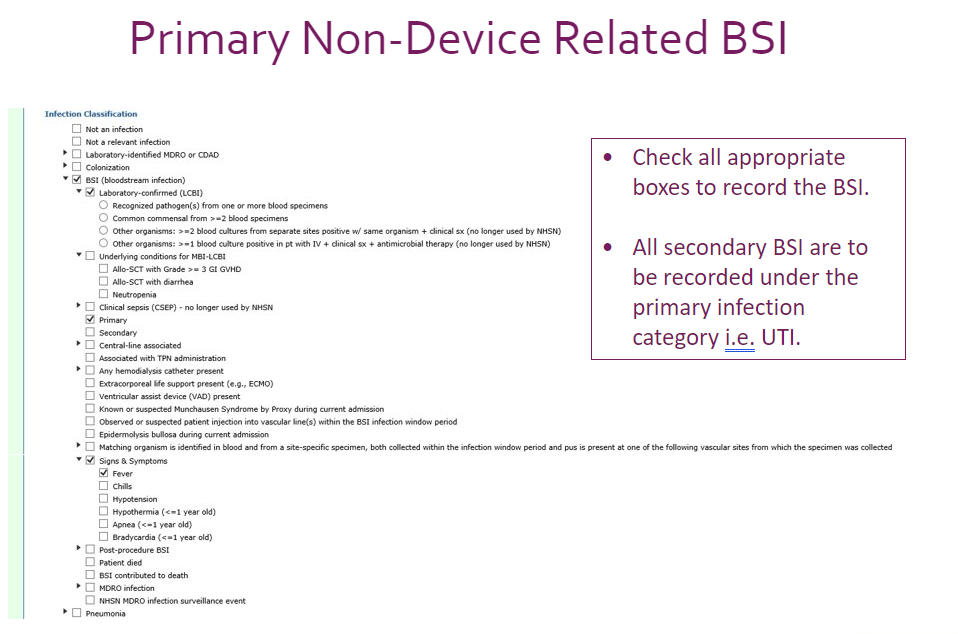 Primary Non-Device Related BSI
Infection Classification
Not an infection
Not a relevant infection
Laboratory-identified MDRO or CDAD
Colonization
BSI (bloodstream infection)
Laboratory-confirmed (LCBI)
Recognized pathogen(s) from one or more blood specimens
Common commensal from >=2 blood specimens
Other organisms: >=2 blood cultures from separate sites positive w/ same organism + clinical sx (no longer used by NHSN)
Other organisms: >=1 blood culture positive in pt with IV + clinical sx + antimicrobial therapy (no longer used by NHSN)
Underlying conditions for MBI-LCBI
Allo-SCT with Grade >= 3 GI GVHD
Allo-SCT with diarrhea
Neutropenia
Clinical sepsis (CSEP) - no longer used by NHSN
Primary
Secondary
Central-line associated
Associated with TPN administration
Any hemodialysis catheter present
Extracorporeal life support present (e.g., ECMO)
Ventricular assist device (VAD) present
Known or suspected Munchausen Syndrome by Proxy during current admission
Observed or suspected patient injection into vascular line(s) within the BSI infection window period
Epidermolysis bullosa during current admission
Matching organism is identified in blood and from a site-specific specimen, both collected within the infection window period and pus is present at one of the following vascular sites from which the specimen was collected
Signs & Symptoms
Fever
Chills
Hypotension
Hypothermia (<=1 year old)
Apnea (<=1 year old)
Bradycardia (<=1 year old)
Post-procedure BSI
Patient died
BSI contributed to death
MDRO infection
NHSN MDRO infection surveillance event
Pneumonia
• Check all appropriate
boxes to record the BSI.
• All secondary BSI are to
be recorded under the
primary infection
category i.e. UTI.